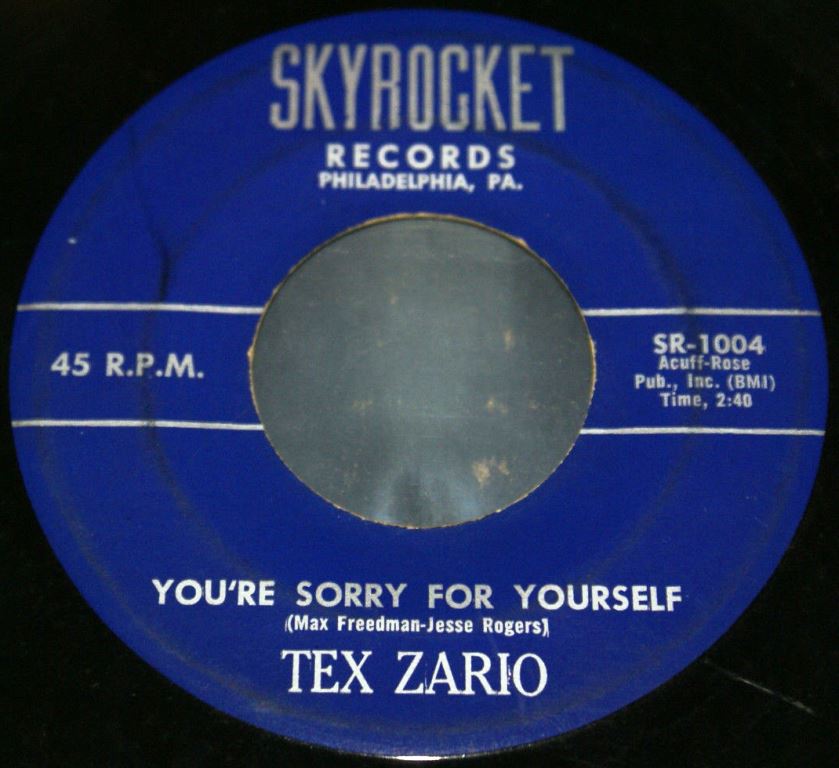 SKYROCKET
RECORDS
PHILADELPHIA, PA.
45 R.P.M.
SR-1004
Acuff-Rose
Pub., Inc. (BMI)
Time, 2:40
YOU'RE SORRY FOR YOURSELF
(Max Freedman-Jesse Rogers)
TEX ZARIO